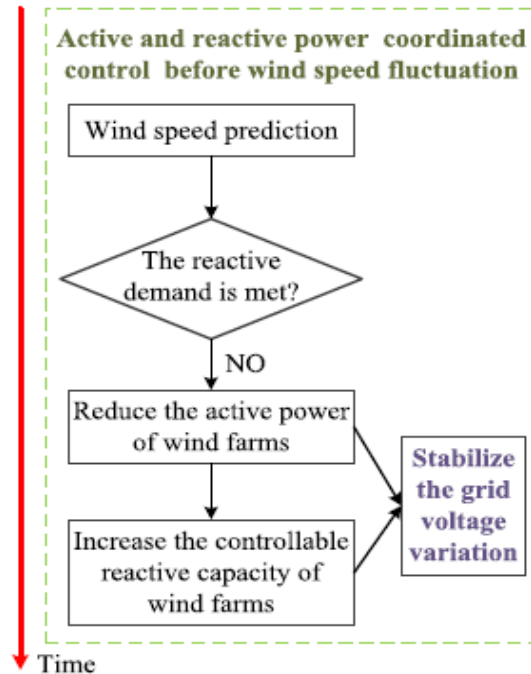 Active and reactive power coordinated
control before wind speed fluctuation
Wind speed prediction
The reactive
demand is met?
NO
Reduce the active power
of wind farms
Stabilize
the grid
voltage
variation
Increase the controllable
reactive capacity of
wind farms
Time